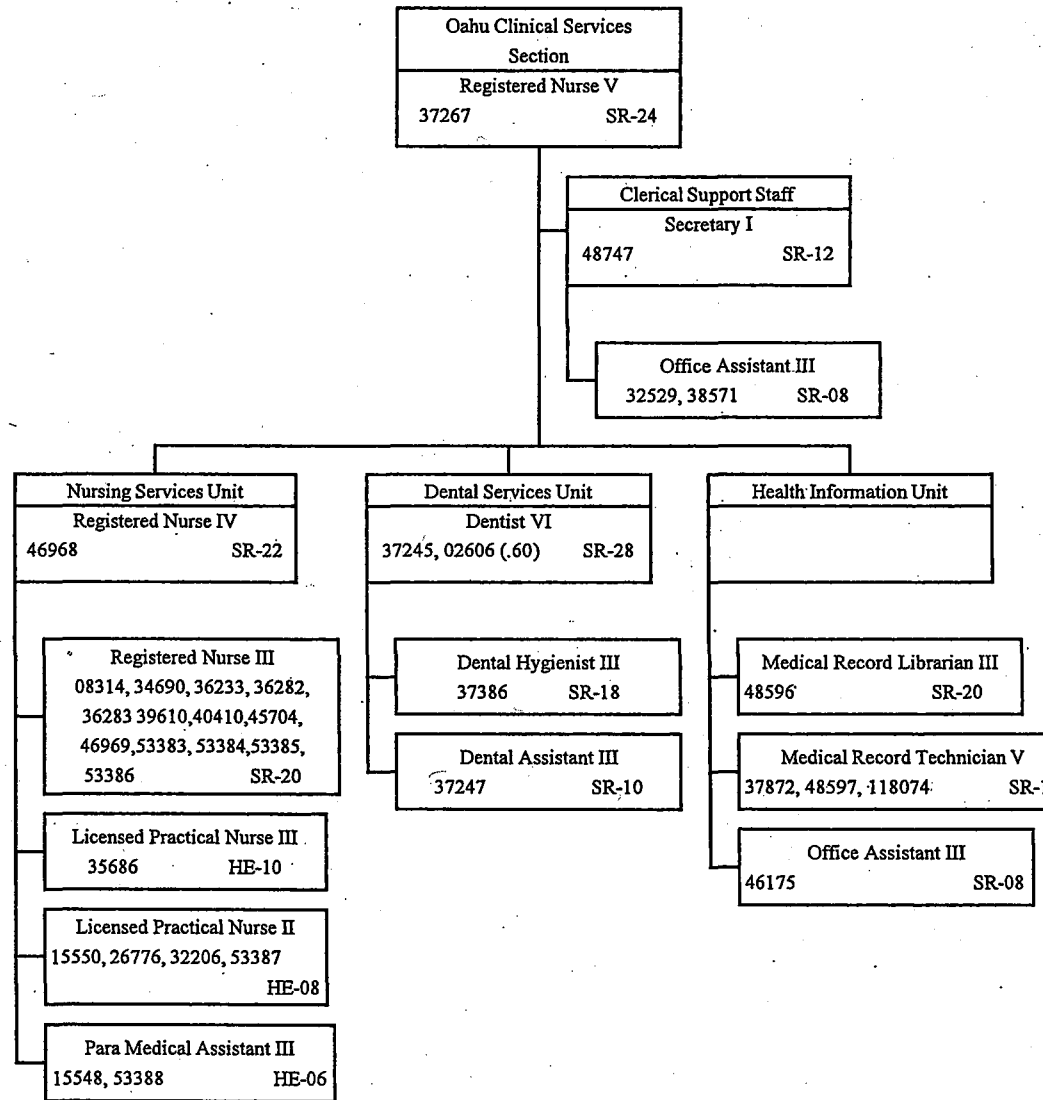 Oahu Clinical Services
Section
Registered Nurse V
37267 SR-24
Clerical Support Staff
Secretary I
48747 SR-12
Office Assistant III
32529, 38571 SR-08
Nursing Services Unit
Registered Nurse IV
46968 SR-22
Registered Nurse III
08314, 34690, 36233, 36282,
36283 39610,40410,45704,
46969,53383, 53384,53385,
53386 SR-20
Licensed Practical Nurse III
35686 HE-10
Licensed Practical Nurse II
15550, 26776, 32206, 53387
HE-08
Para Medical Assistant III
15548, 53388 HE-06
Dental Services Unit
Dentist VI
37245, 02606 (.60) SR-28
Dental Hygienist III
37386 SR-18
Dental Assistant III
37247 SR-10
Health Information Unit
Medical Record Librarian III
48596 SR-20
Medical Record Technician V
37872, 48597, 118074
Office Assistant III
46175 SR-08